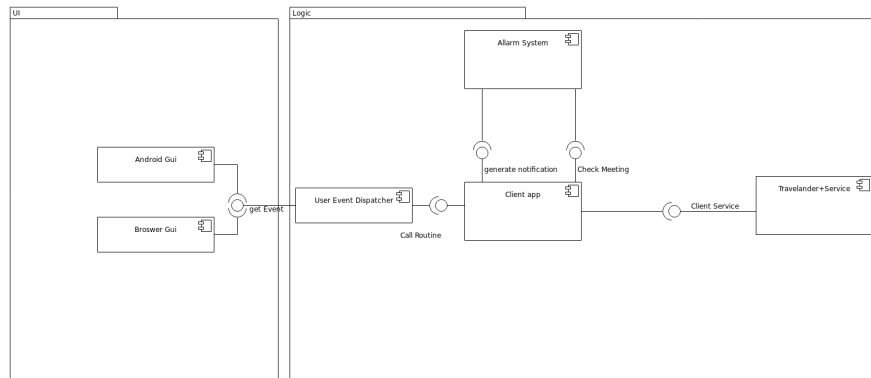 UI
Logic
Allarm System
Android Gui
generate notification
Check Meeting
User Event Dispatcher
Client app
Travelander+Service
get Event
Client Service
Broswer Gui
Call Routine